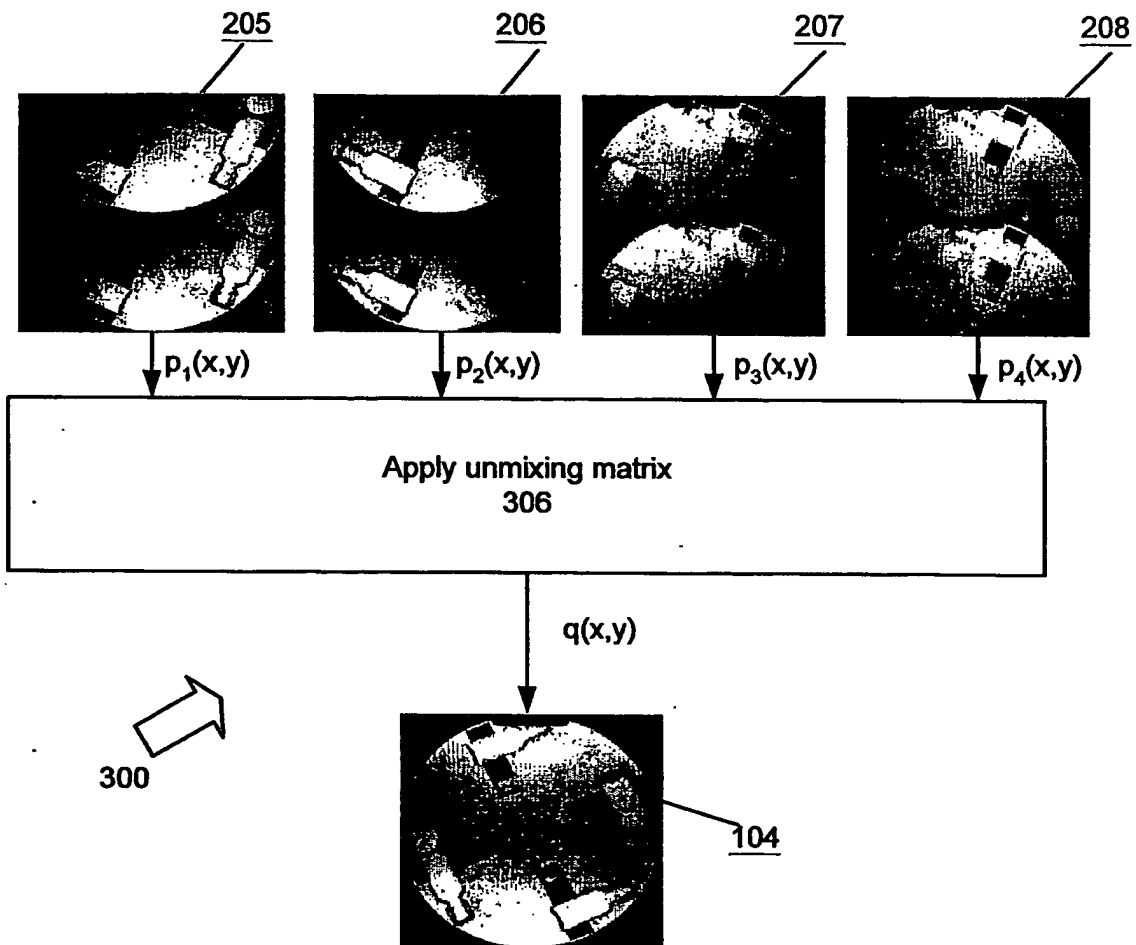 205
206
207
208
p₁(x,y)
p₂(x,y)
p₃(x,y)
p₄(x,y)
Apply unmixing matrix
306
q(x,y)
300
104